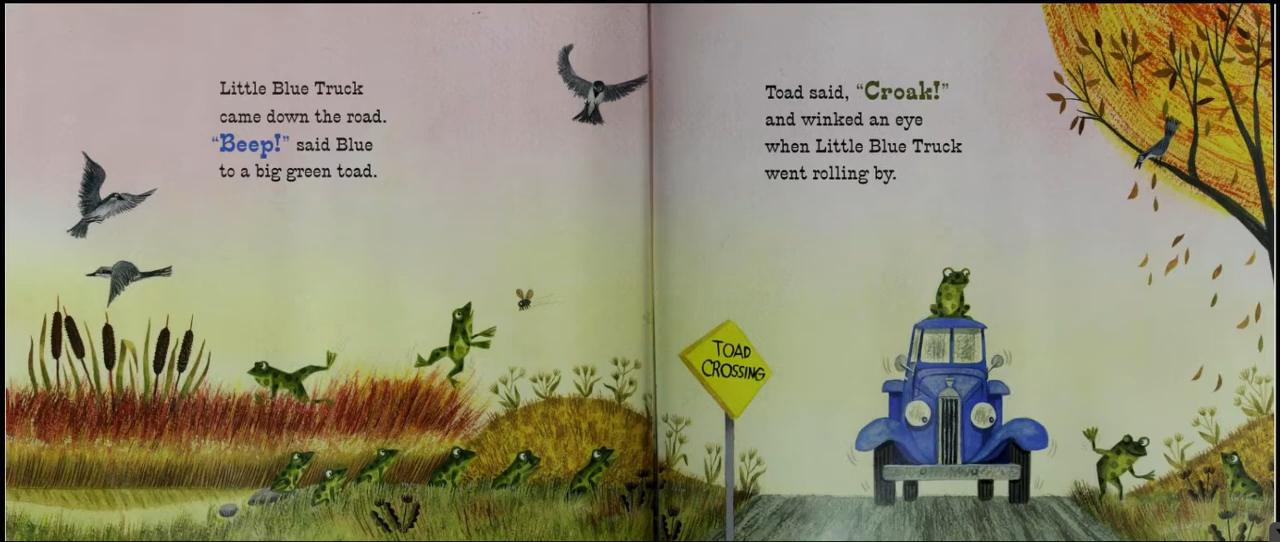 Little Blue Truck
came down the road.
“Beep!” said Blue
to a big green toad.
Toad said, “Croak!”
and winked an eye
when Little Blue Truck
went rolling by.
TOAD
CROSSING